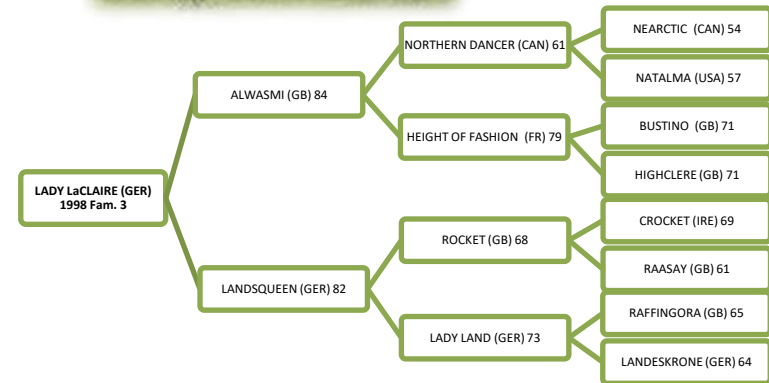 NEARCTIC (CAN) 54
NORTHERN DANCER (CAN) 61
NATALMA (USA) 57
ALWASMI (GB) 84
BUSTINO (GB) 71
HEIGHT OF FASHION (FR) 79
HIGHCLERE (GB) 71
LADY LaCLAIRE (GER)
1998 Fam. 3
CROCKET (IRE) 69
ROCKET (GB) 68
RAASAY (GB) 61
LANDSQUEEN (GER) 82
RAFFINGORA (GB) 65
LADY LAND (GER) 73
LANDESKRONE (GER) 64